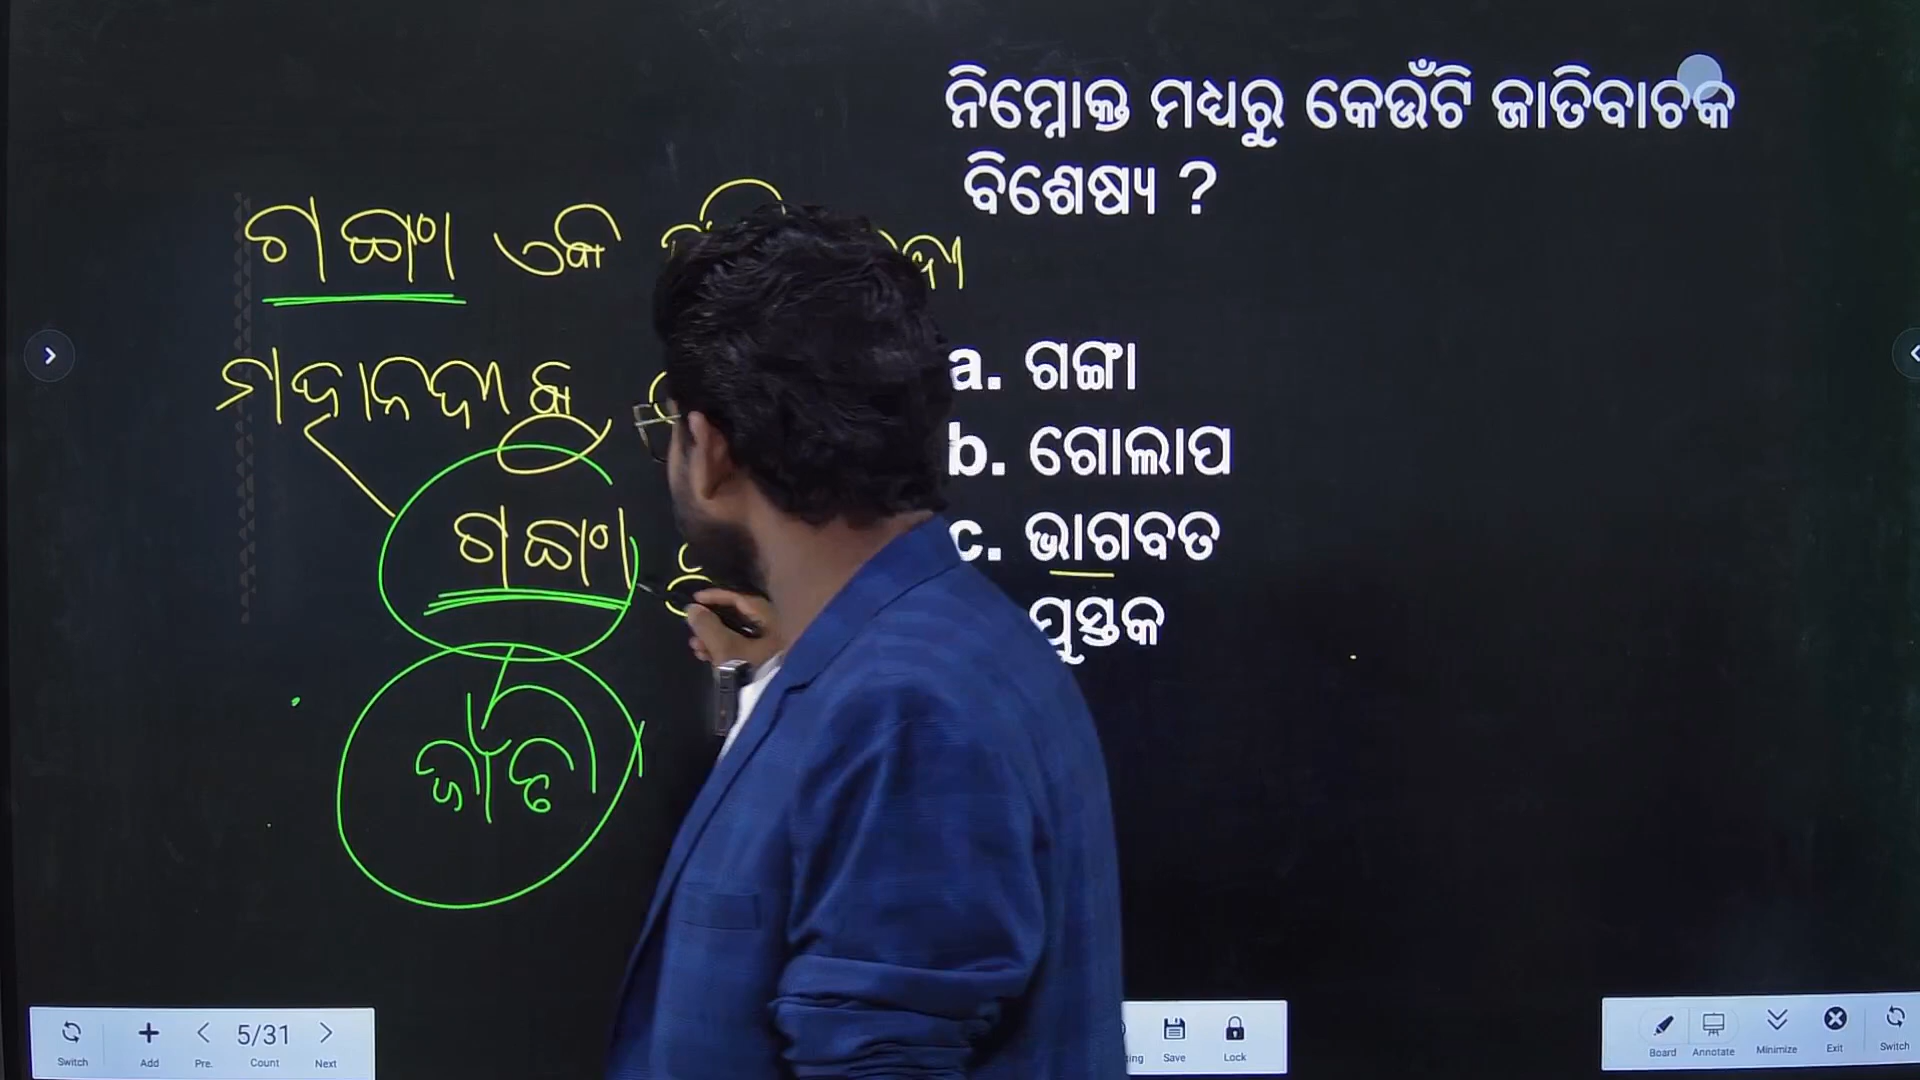 ନିମ୍ନୋକ୍ତ ମଧ୍ୟରୁ କେଉଁଟି ଜାତିବାଚକ
ବିଶେଷ୍ୟ ?
a. ଗଙ୍ଗା
b. ଗୋଲାପ
c. ଭାଗବତ
ପୁସ୍ତକ
ଗଙ୍ଗା ଏକ
ମହାନଦୀକୁ
ଗଙ୍ଗା
ଜାତି
Switch
Add
Pre.
5/31
Count
Next
Save
Lock
Board
Annotate
Minimize
Exit
Switch